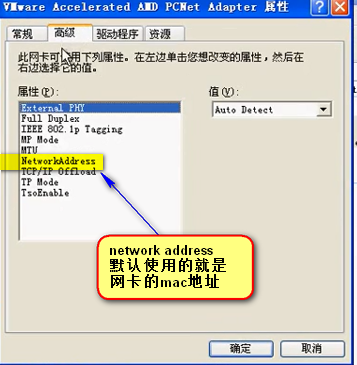 VMware Accelerated AMD PCNet Adapter 属性
常规 高级 驱动程序 资源
此网卡可使用下列属性。在左边单击您想改变的属性，然后在
右边选择它的值。
属性(P): 值(V):
External PHY Auto Detect
Full Duplex
IEEE 802.1p Tagging
MP Mode
MTU
NetworkAddress
TCP/IP Offload
TP Mode
TsoEnable
network address
默认使用的就是
网卡的mac地址
确定 取消